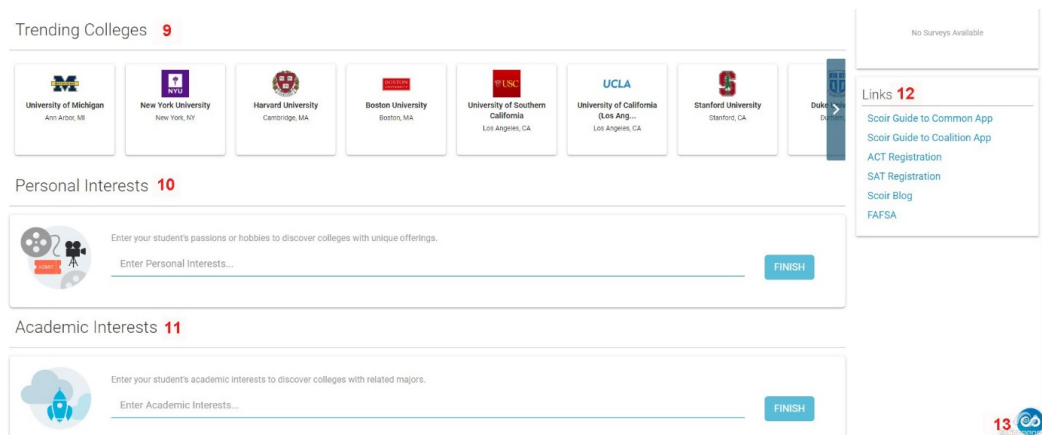 Trending Colleges 9
University of Michigan
Ann Arbor, MI
NYU
New York University
New York, NY
Harvard University
Cambridge, MA
BOSTON
Boston University
Boston, MA
USC
University of Southern
California
Los Angeles, CA
UCLA
University of California
(Los Ang...
Los Angeles, CA
Stanford University
Stanford, CA
Duke
Personal Interests 10
ADMIT
Enter your student's passions or hobbies to discover colleges with unique offerings.
Enter Personal Interests...
FINISH
Academic Interests 11
Enter your student's academic interests to discover colleges with related majors.
Enter Academic Interests...
FINISH
No Surveys Available
Links 12
Scoir Guide to Common App
Scoir Guide to Coalition App
ACT Registration
SAT Registration
Scoir Blog
FAFSA
13